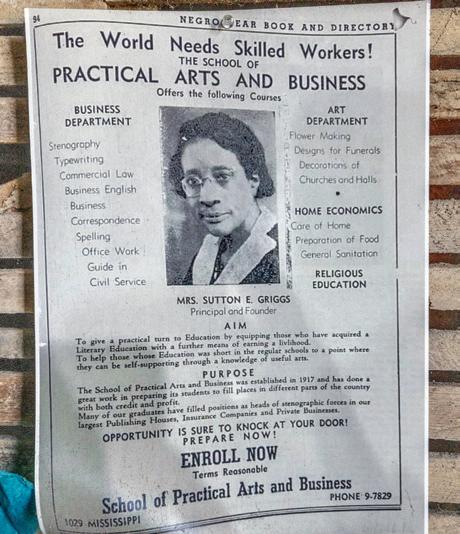 94
NEGRO YEAR BOOK AND DIRECTORY
The World Needs Skilled Workers!
THE SCHOOL OF
PRACTICAL ARTS AND BUSINESS
Offers the following Courses
BUSINESS
DEPARTMENT
Stenography
Typewriting
Commercial Law
Business English
Business
Correspondence
Spelling
Office Work
Guide in
Civil Service
ART
DEPARTMENT
Flower Making
Designs for Funerals
Decorations of
Churches and Halls
HOME ECONOMICS
Care of Home
Preparation of Food
General Sanitation
RELIGIOUS
EDUCATION
MRS. SUTTON E. GRIGGS
Principal and Founder
AIM
To give a practical turn to Education by equipping those who have acquired a
Literary Education with a further means of earning a livlihood.
To help those whose Education was short in the regular schools to a point where
they can be self-supporting through a knowledge of useful arts.
PURPOSE
The School of Practical Arts and Business was established in 1917 and has done a
great work in preparing its students to fill places in different parts of the country
with both credit and profit.
Many of our graduates have filled positions as heads of stenographic forces in our
largest Publishing Houses, Insurance Companies and Private Businesses.
OPPORTUNITY IS SURE TO KNOCK AT YOUR DOOR!
PREPARE NOW!
ENROLL NOW
Terms Reasonable
School of Practical Arts and Business
1029 MISSISSIPPI
PHONE 9-7829